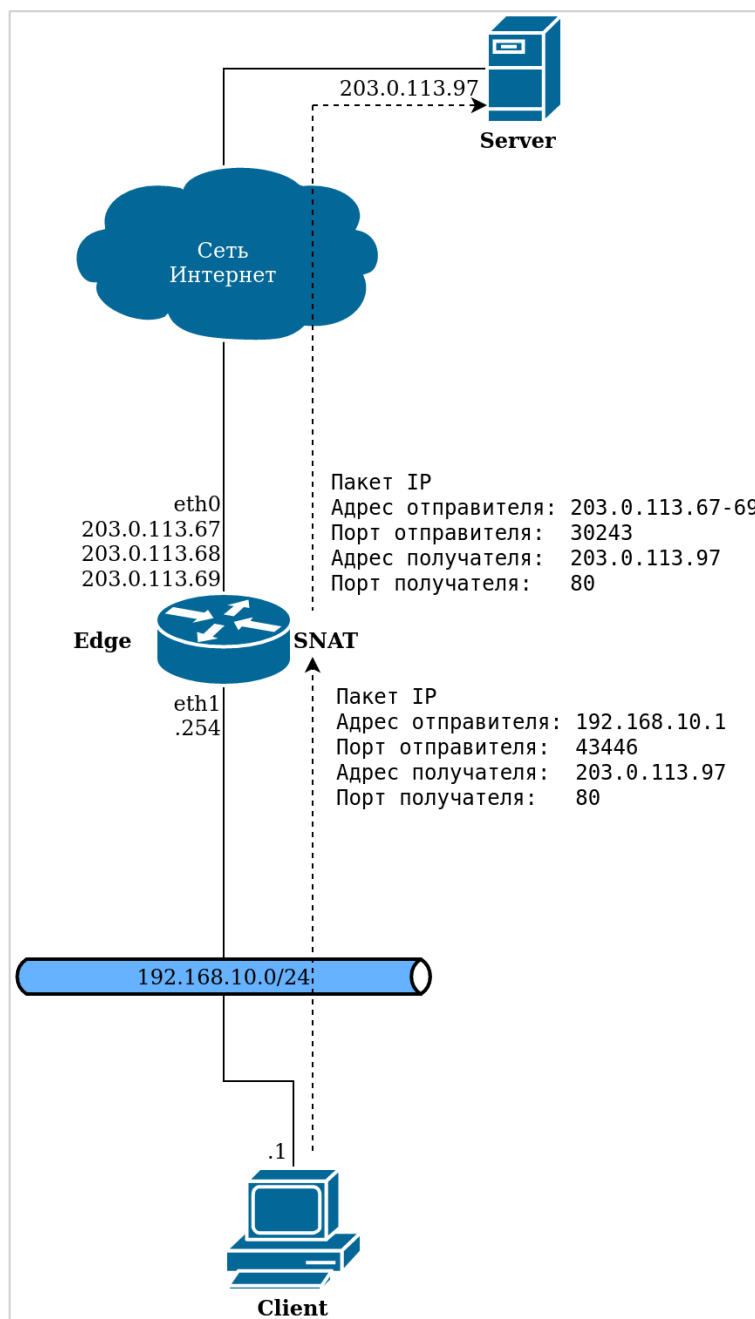 203.0.113.97
Server
Сеть
Интернет
eth0
203.0.113.67
203.0.113.68
203.0.113.69
Пакет IP
Адрес отправителя: 203.0.113.67-69
Порт отправителя: 30243
Адрес получателя: 203.0.113.97
Порт получателя: 80
Edge
SNAT
eth1
.254
Пакет IP
Адрес отправителя: 192.168.10.1
Порт отправителя: 43446
Адрес получателя: 203.0.113.97
Порт получателя: 80
192.168.10.0/24
.1
Client